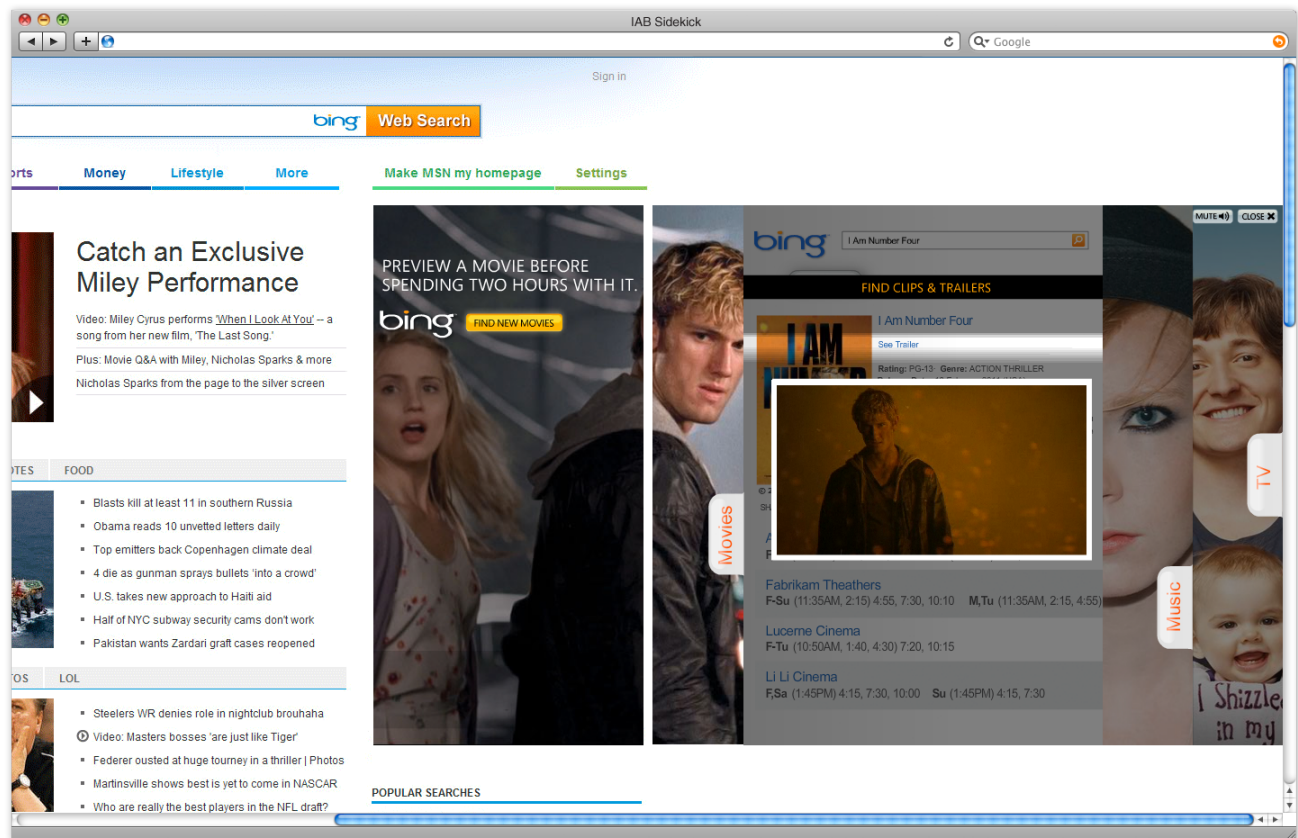 IAB Sidekick
Google
Sign in
bing
Web Search
orts
Money
Lifestyle
More
Make MSN my homepage
Settings
Catch an Exclusive
Miley Performance
Video: Miley Cyrus performs 'When I Look At You' -- a
song from her new film, 'The Last Song.'
Plus: Movie Q&A with Miley, Nicholas Sparks & more
Nicholas Sparks from the page to the silver screen
OTES
FOOD
Blasts kill at least 11 in southern Russia
Obama reads 10 unvetted letters daily
Top emitters back Copenhagen climate deal
4 die as gunman sprays bullets 'into a crowd'
U.S. takes new approach to Haiti aid
Half of NYC subway security cams don't work
Pakistan wants Zardari graft cases reopened
TOS
LOL
Steelers WR denies role in nightclub brouhaha
Video: Masters bosses 'are just like Tiger'
Federer ousted at huge tourney in a thriller | Photos
Martinsville shows best is yet to come in NASCAR
Who are really the best players in the NFL draft?
PREVIEW A MOVIE BEFORE
SPENDING TWO HOURS WITH IT.
bing
FIND NEW MOVIES
Movies
bing
I Am Number Four
FIND CLIPS & TRAILERS
I AM
I Am Number Four
See Trailer
Rating: PG-13· Genre: ACTION THRILLER
Fabrikam Theathers
F-Su (11:35AM, 2:15) 4:55, 7:30, 10:10 M,Tu (11:35AM, 2:15, 4:55)
Lucerne Cinema
F-Tu (10:50AM, 1:40, 4:30) 7:20, 10:15
Li Li Cinema
F,Sa (1:45PM) 4:15, 7:30, 10:00 Su (1:45PM) 4:15, 7:30
Music
MUTE
CLOSE X
TV
I Shizzle
in my
POPULAR SEARCHES